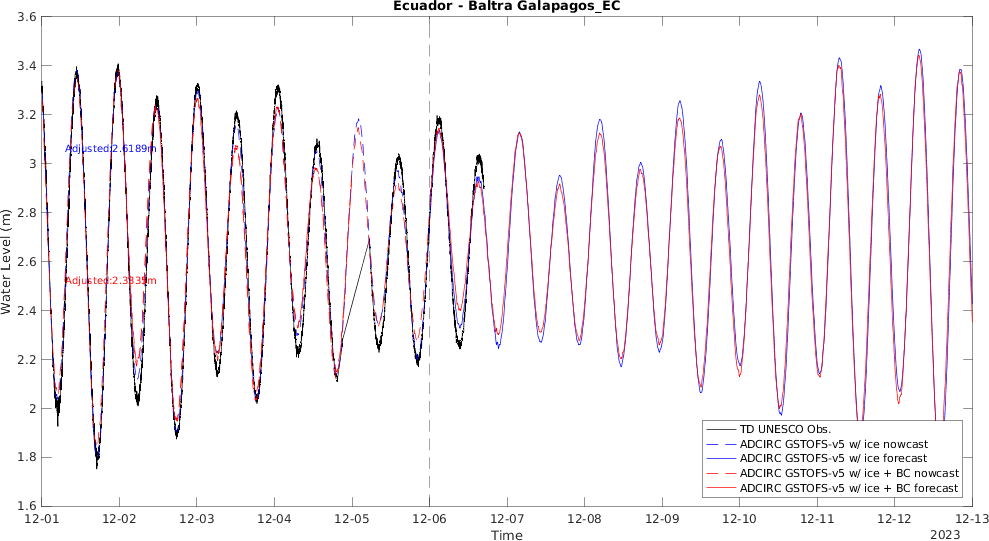 Ecuador - Baltra Galapagos_EC
3.6
3.4
3.2
3
2.8
2.6
2.4
2.2
2
1.8
1.6
Water Level (m)
Adjusted:2.6189m
TD UNESCO Obs.
ADCIRC GSTOFS-v5 w/ ice nowcast
ADCIRC GSTOFS-v5 w/ ice forecast
ADCIRC GSTOFS-v5 w/ ice + BC nowcast
ADCIRC GSTOFS-v5 w/ ice + BC forecast
12-01 12-02 12-03 12-04 12-05 12-06 12-07 12-08 12-09 12-10 12-11 12-12 12-13
Time
2023